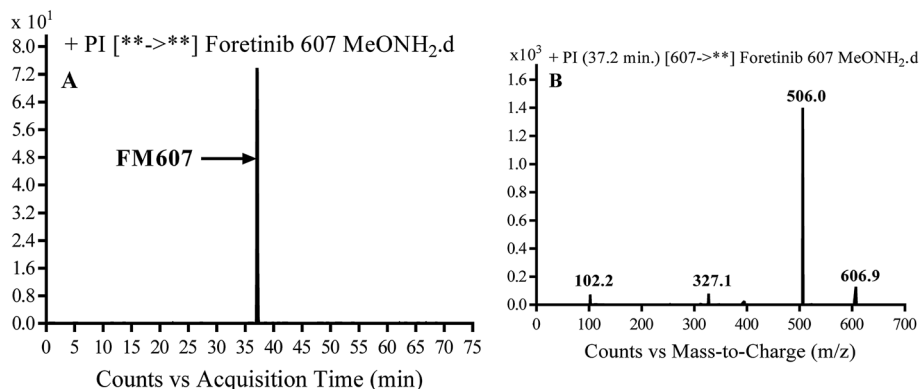 x 10¹
+ PI [**->**] Foretinib 607 MeONH₂.d
8.0
A
7.2
6.4
5.6
FM607
4.8
4.0
3.2
2.4
1.6
0.8
0.0
0 5 10 15 20 25 30 35 40 45 50 55 60 65 70 75
Counts vs Acquisition Time (min)
x10³ + PI (37.2 min.) [607->**] Foretinib 607 MeONH₂.d
1.6
B
506.0
1.4
1.2
1.0
0.8
0.6
0.4
102.2 327.1 606.9
0.2
0.0
0 100 200 300 400 500 600 700
Counts vs Mass-to-Charge (m/z)